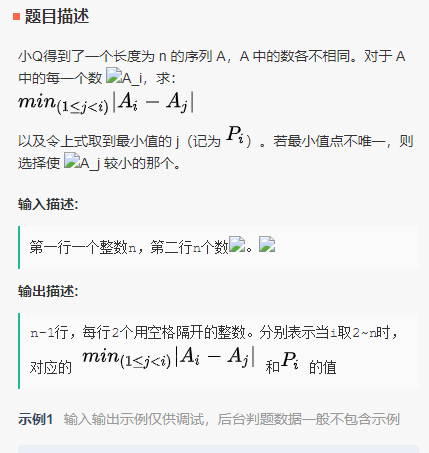 题目描述
小Q得到了一个长度为 n 的序列 A，A 中的数各不相同。对于 A
中的每一个数 A_i，求：
min_{(1≤j<i)}|A_i − A_j|
以及令上式取到最小值的 j（记为 P_i）。若最小值点不唯一，则
选择使 A_j 较小的那个。
输入描述：
第一行一个整数n，第二行n个数。
输出描述：
n-1行，每行2个用空格隔开的整数。分别表示当i取2~n时，
对应的 min_{(1≤j<i)}|A_i − A_j| 和P_i 的值
示例1 输入输出示例仅供调试，后台判题数据一般不包含示例